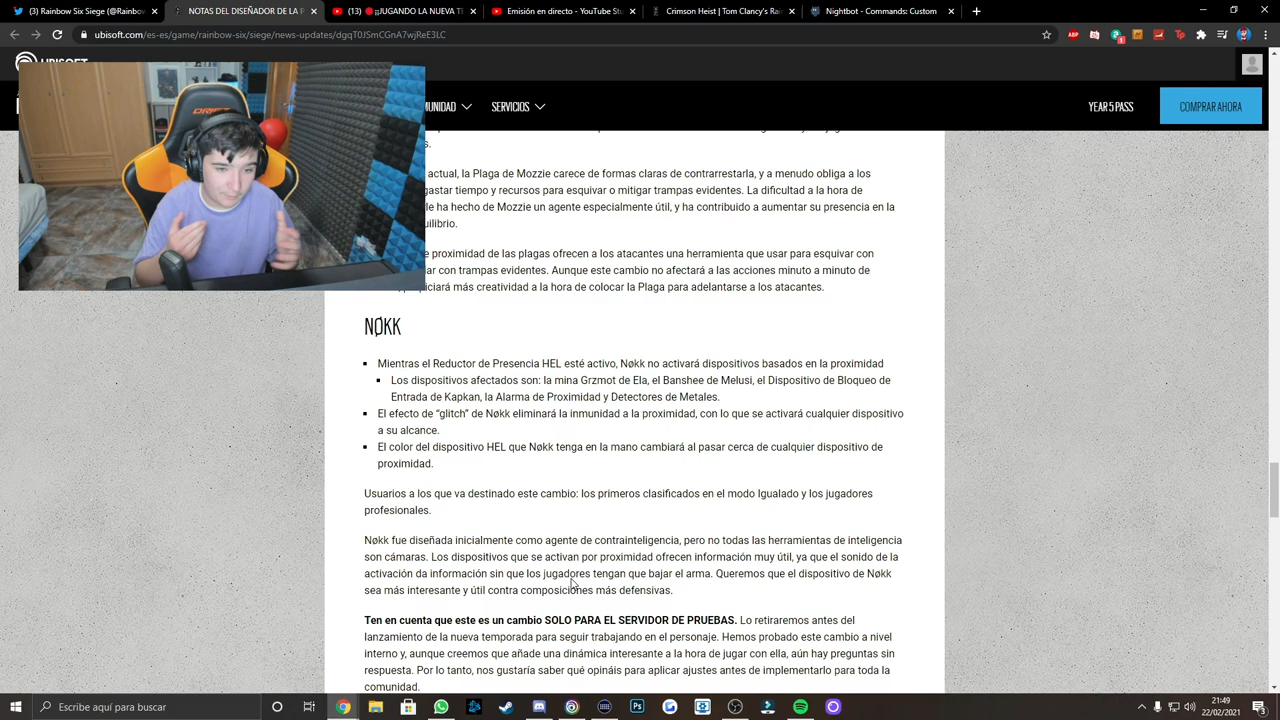 (3) Rainbow Six Siege (@Rainbow
NOTAS DEL DISEÑADOR DE LA P
(13) JUGANDO LA NUEVA T
Emisión en directo - YouTube Stu
Crimson Heist | Tom Clancy's Rai
Nightbot - Commands: Custom
ubisoft.com/es-es/game/rainbow-six/siege/news-updates/dgqT0JSmCGnA7wjReE3LC
UBISOFT
MUNIDAD
SERVICIOS
YEAR 5 PASS
COMPRAR AHORA
s.
actual, la Plaga de Mozzie carece de formas claras de contrarrestarla, y a menudo obliga a los
gastar tiempo y recursos para esquivar o mitigar trampas evidentes. La dificultad a la hora de
le ha hecho de Mozzie un agente especialmente útil, y ha contribuido a aumentar su presencia en la
uilibrio.
e proximidad de las plagas ofrecen a los atacantes una herramienta que usar para esquivar con
ar con trampas evidentes. Aunque este cambio no afectará a las acciones minuto a minuto de
iciará más creatividad a la hora de colocar la Plaga para adelantarse a los atacantes.
DRIFT
NØKK
Mientras el Reductor de Presencia HEL esté activo, Nøkk no activará dispositivos basados en la proximidad
Los dispositivos afectados son: la mina Grzmot de Ela, el Banshee de Melusi, el Dispositivo de Bloqueo de
Entrada de Kapkan, la Alarma de Proximidad y Detectores de Metales.
El efecto de “glitch” de Nøkk eliminará la inmunidad a la proximidad, con lo que se activará cualquier dispositivo
a su alcance.
El color del dispositivo HEL que Nøkk tenga en la mano cambiará al pasar cerca de cualquier dispositivo de
proximidad.
Usuarios a los que va destinado este cambio: los primeros clasificados en el modo Igualado y los jugadores
profesionales.
Nøkk fue diseñada inicialmente como agente de contrainteligencia, pero no todas las herramientas de inteligencia
son cámaras. Los dispositivos que se activan por proximidad ofrecen información muy útil, ya que el sonido de la
activación da información sin que los jugadores tengan que bajar el arma. Queremos que el dispositivo de Nøkk
sea más interesante y útil contra composiciones más defensivas.
Ten en cuenta que este es un cambio SOLO PARA EL SERVIDOR DE PRUEBAS. Lo retiraremos antes del
lanzamiento de la nueva temporada para seguir trabajando en el personaje. Hemos probado este cambio a nivel
interno y, aunque creemos que añade una dinámica interesante a la hora de jugar con ella, aún hay preguntas sin
respuesta. Por lo tanto, nos gustaría saber qué opináis para aplicar ajustes antes de implementarlo para toda la
comunidad.
Escribe aquí para buscar
21:49
22/02/2021